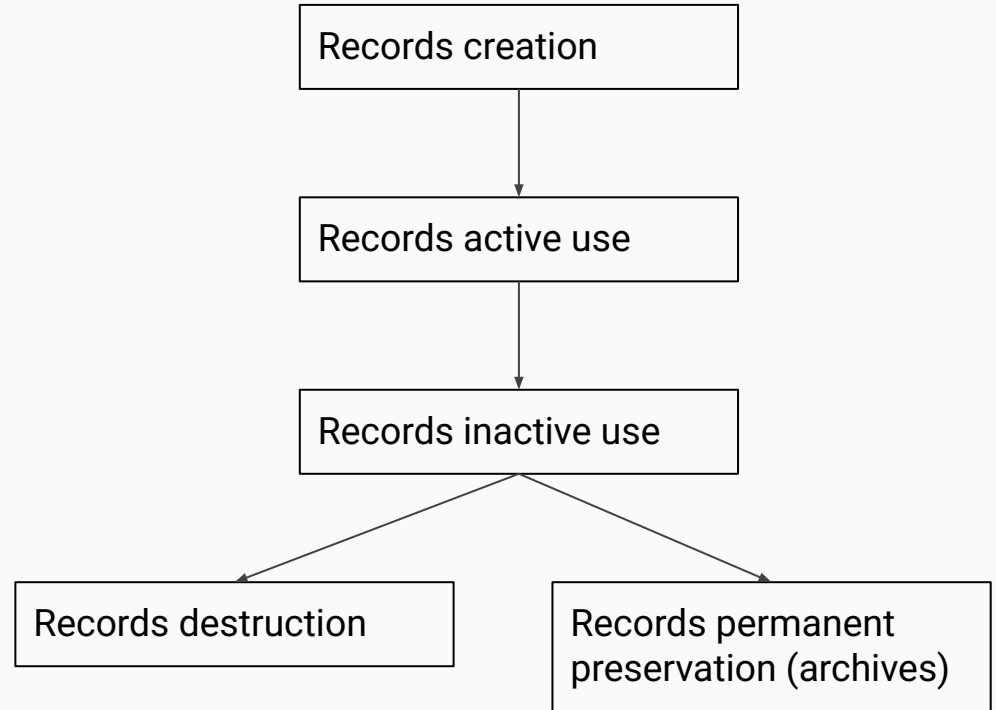 Records creation
Records active use
Records inactive use
Records destruction
Records permanent
preservation (archives)